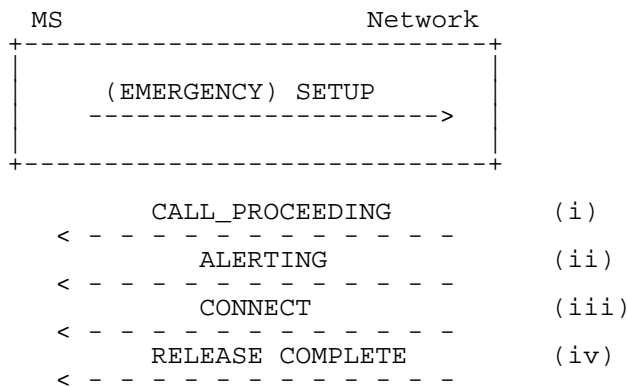 MS Network
(EMERGENCY) SETUP
CALL_PROCEEDING (i)
ALERTING (ii)
CONNECT (iii)
RELEASE COMPLETE (iv)